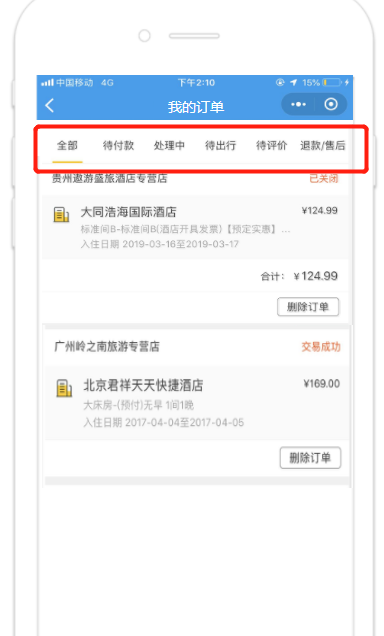 中国移动 4G 下午2:10 15%
我的订单
全部 待付款 处理中 待出行 待评价 退款/售后
贵州遨游盛旅酒店专营店 已关闭
大同浩海国际酒店 ¥124.99
标准间B-标准间B(酒店开具发票)【预定实惠】...
入住日期 2019-03-16至2019-03-17
合计: ¥124.99
删除订单
广州岭之南旅游专营店 交易成功
北京君祥天天快捷酒店 ¥169.00
大床房-(预付)无早 1间1晚
入住日期 2017-04-04至2017-04-05
删除订单